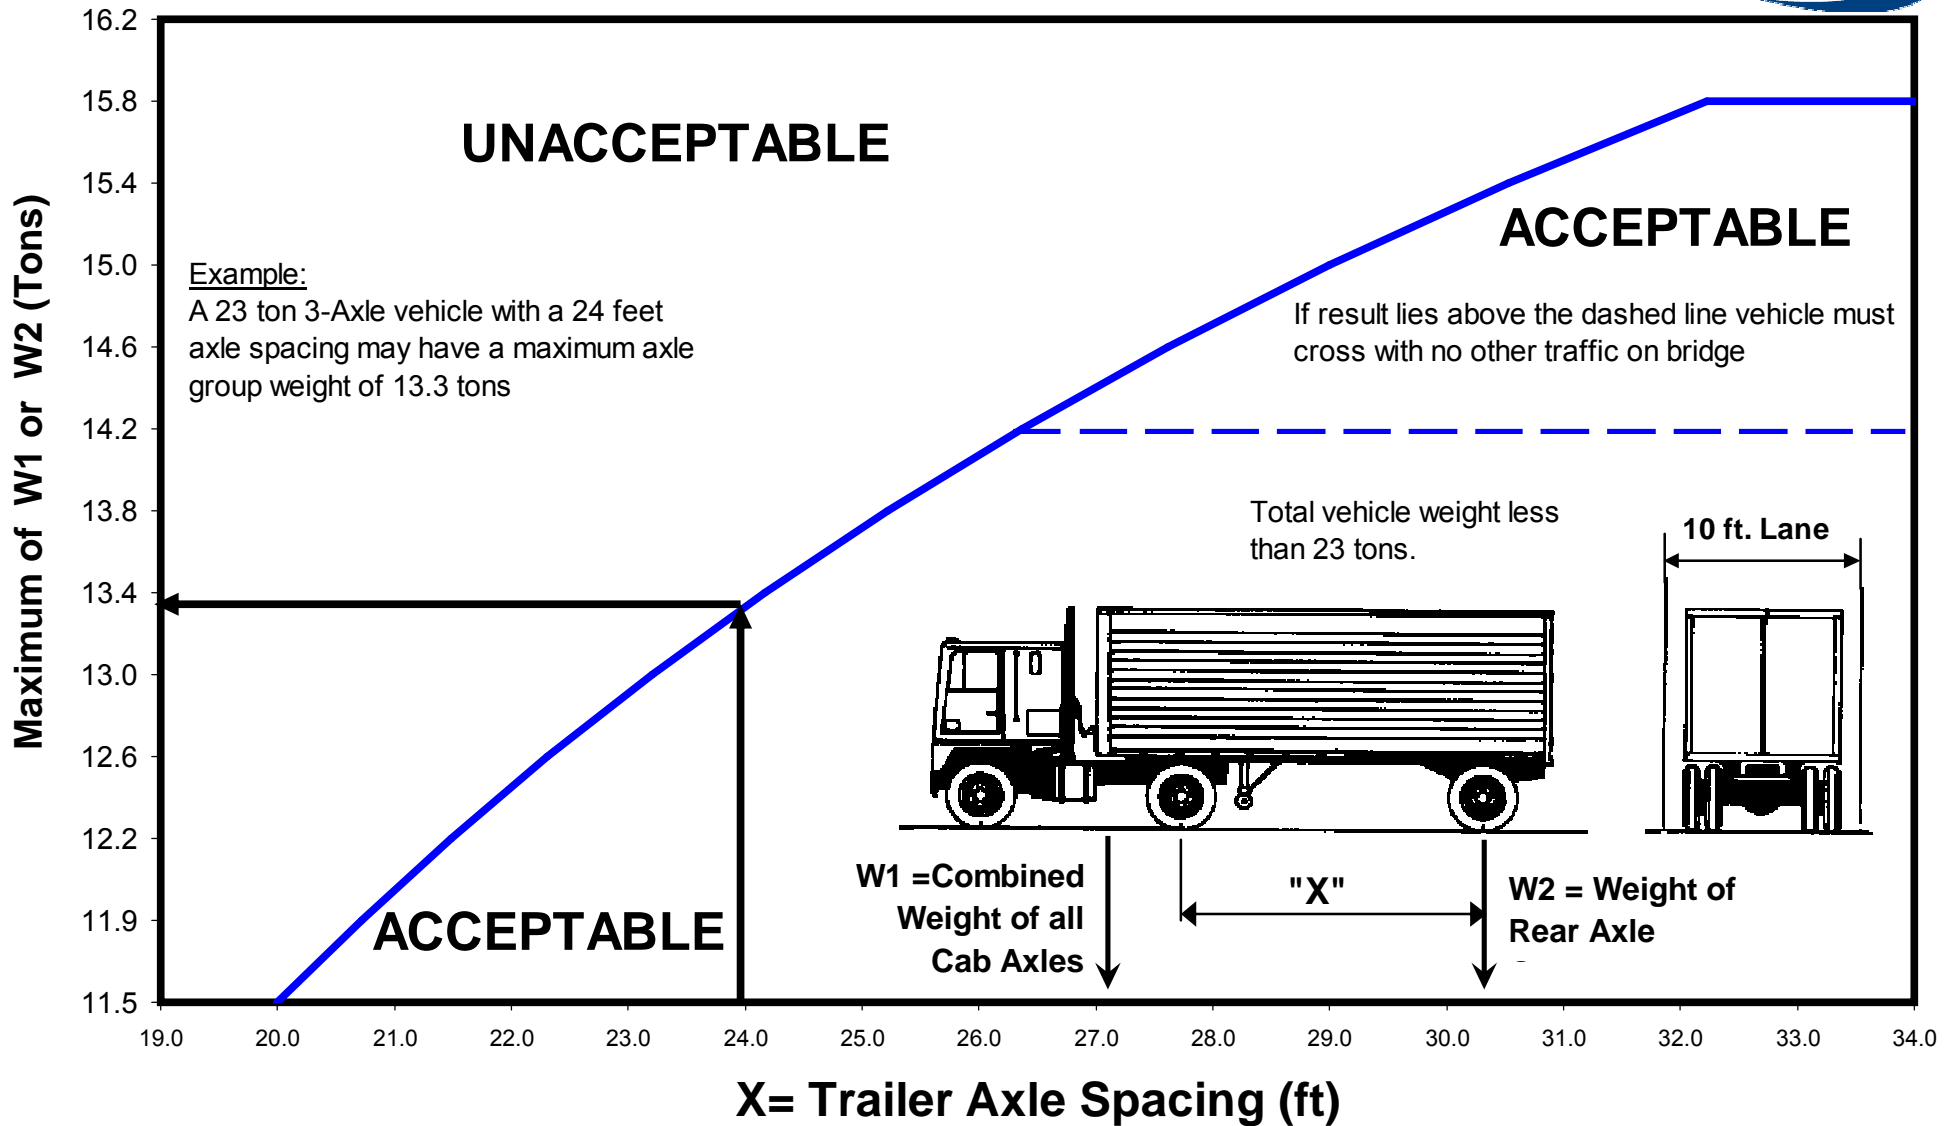 16.2
15.8
15.4
15.0
14.6
14.2
13.8
13.4
13.0
12.6
12.2
11.9
11.5
Maximum of W1 or W2 (Tons)
UNACCEPTABLE
ACCEPTABLE
Example:
A 23 ton 3-Axle vehicle with a 24 feet
axle spacing may have a maximum axle
group weight of 13.3 tons
If result lies above the dashed line vehicle must
cross with no other traffic on bridge
Total vehicle weight less
than 23 tons.
10 ft. Lane
W1 =Combined
Weight of all
Cab Axles
"X"
W2 = Weight of
Rear Axle
ACCEPTABLE
19.0 20.0 21.0 22.0 23.0 24.0 25.0 26.0 27.0 28.0 29.0 30.0 31.0 32.0 33.0 34.0
X= Trailer Axle Spacing (ft)